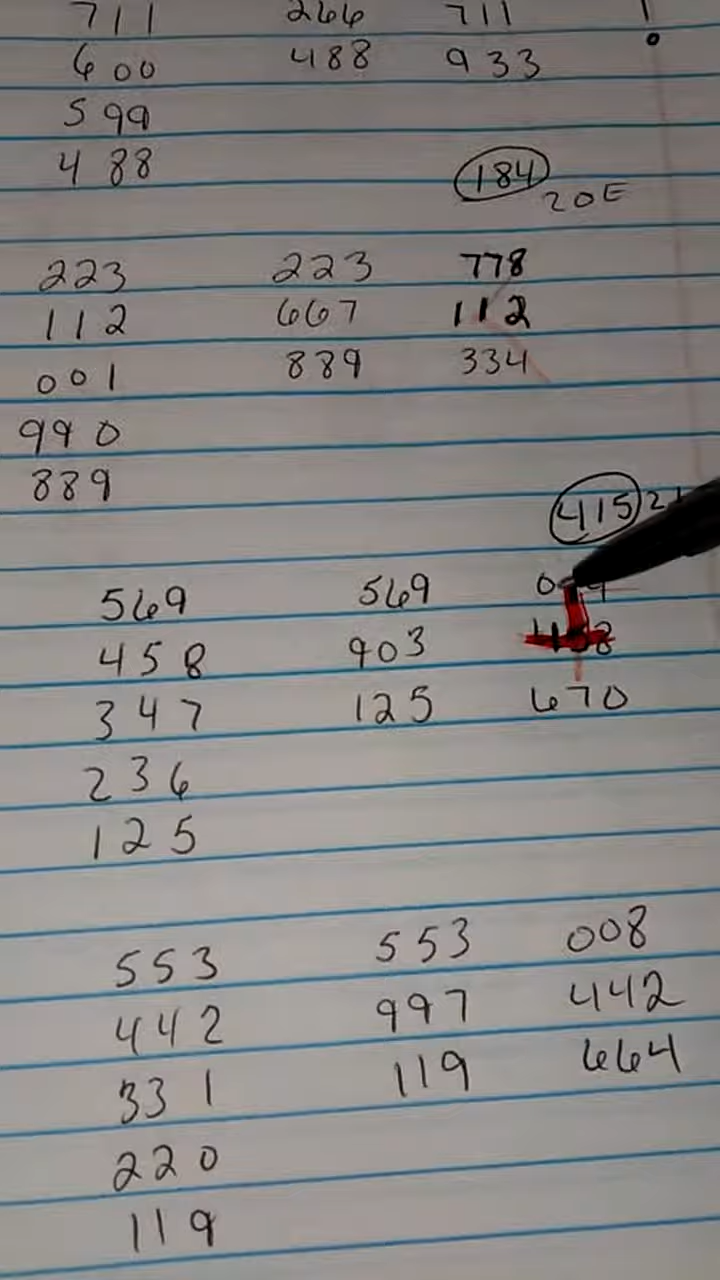 711 266 711
600 488 933
599
488
184 20E
223 223 778
112 667 112
001 889 334
990
889
415
569 569
458 903 458
347 125 670
236
125
553 553 008
442 997 442
331 119 664
220
119